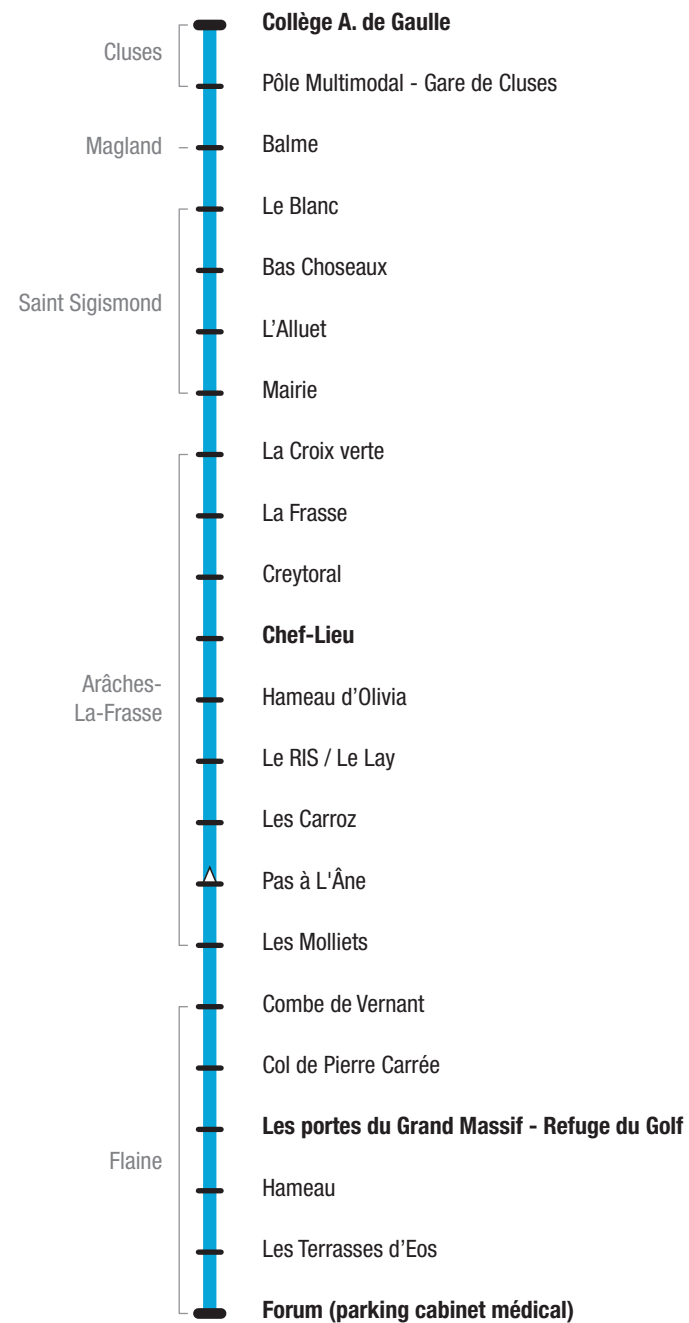 Collège A. de Gaulle
Cluses
Pôle Multimodal - Gare de Cluses
Magland
Balme
Le Blanc
Bas Choseaux
Saint Sigismond
L’Alluet
Mairie
La Croix verte
La Frasse
Creytoral
Chef-Lieu
Arâches-
La-Frasse
Hameau d’Olivia
Le RIS / Le Lay
Les Carroz
Pas à L'Âne
Les Molliets
Combe de Vernant
Col de Pierre Carrée
Les portes du Grand Massif - Refuge du Golf
Flaine
Hameau
Les Terrasses d’Eos
Forum (parking cabinet médical)